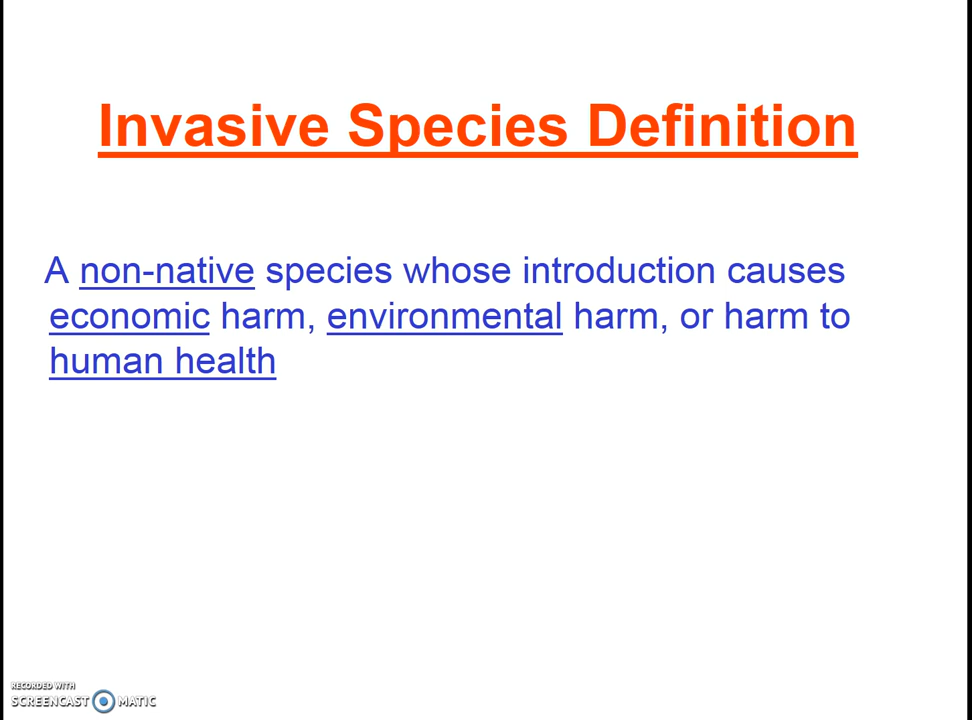 Invasive Species Definition
A non-native species whose introduction causes
economic harm, environmental harm, or harm to
human health
RECORDED WITH
SCREENCAST MATIC